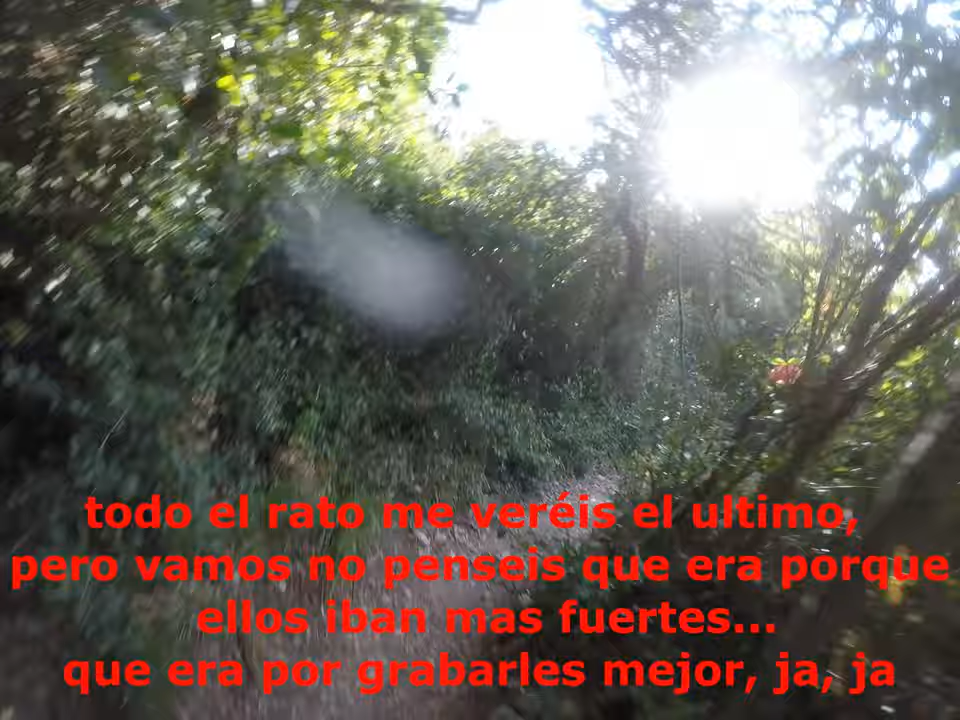 todo el rato me veréis el ultimo,
pero vamos no penseis que era porque
ellos iban mas fuertes...
que era por grabarles mejor, ja, ja